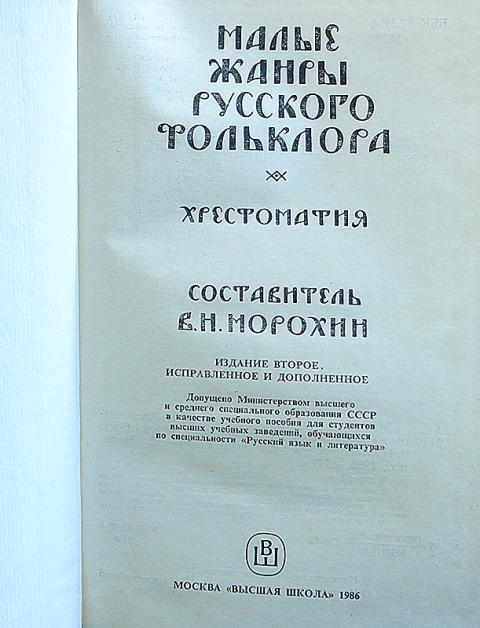 МАЛЫЕ
ЖАНРЫ
РУССКОГО
ФОЛЬКЛОРА
ХРЕСТОМАТИЯ
СОСТАВИТЕЛЬ
В.Н.МОРОХИН
ИЗДАНИЕ ВТОРОЕ,
ИСПРАВЛЕННОЕ И ДОПОЛНЕННОЕ
Допущено Министерством высшего
и среднего специального образования СССР
в качестве учебного пособия для студентов
высших учебных заведений, обучающихся
по специальности «Русский язык и литература»
ВШ
МОСКВА «ВЫСШАЯ ШКОЛА» 1986